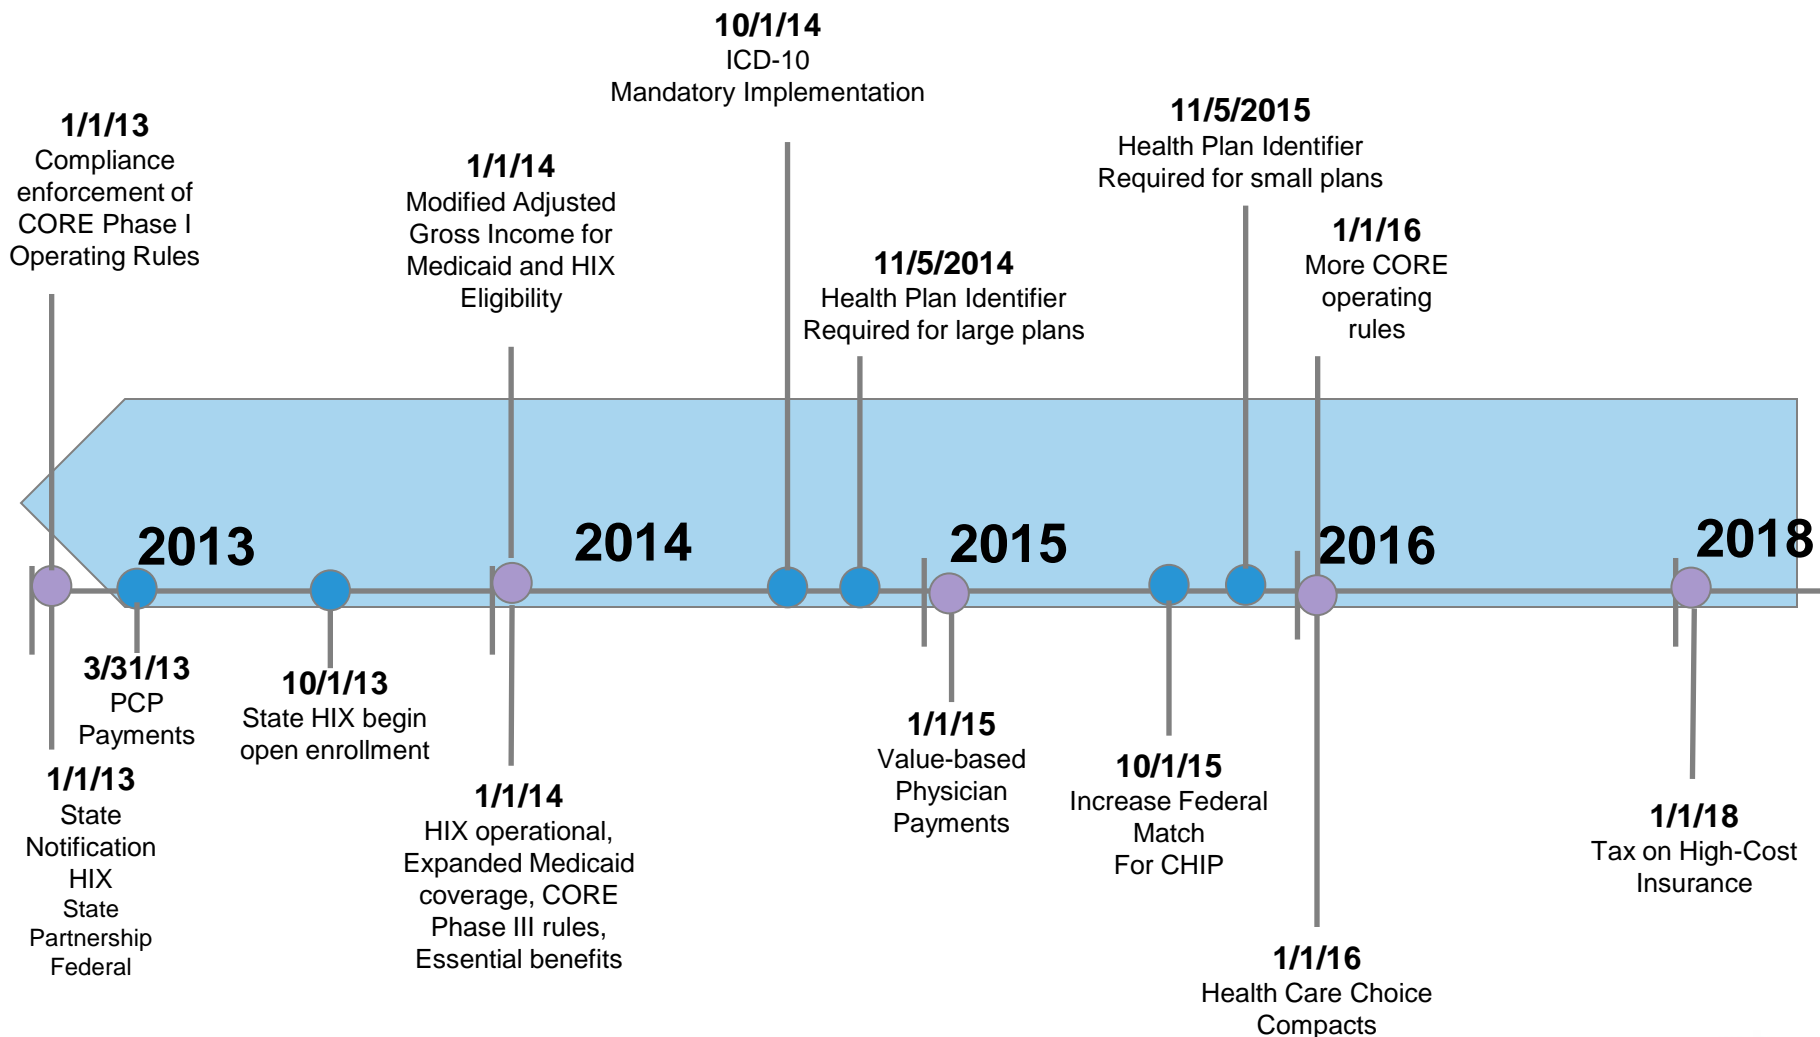 10/1/14
ICD-10
Mandatory Implementation
1/1/13
Compliance
enforcement of
CORE Phase I
Operating Rules
1/1/14
Modified Adjusted
Gross Income for
Medicaid and HIX
Eligibility
11/5/2014
Health Plan Identifier
Required for large plans
11/5/2015
Health Plan Identifier
Required for small plans
1/1/16
More CORE
operating
rules
2013
2014
2015
2016
2018
3/31/13
PCP
Payments
1/1/13
State
Notification
HIX
State
Partnership
Federal
10/1/13
State HIX begin
open enrollment
1/1/14
HIX operational,
Expanded Medicaid
coverage, CORE
Phase III rules,
Essential benefits
1/1/15
Value-based
Physician
Payments
10/1/15
Increase Federal
Match
For CHIP
1/1/16
Health Care Choice
Compacts
1/1/18
Tax on High-Cost
Insurance